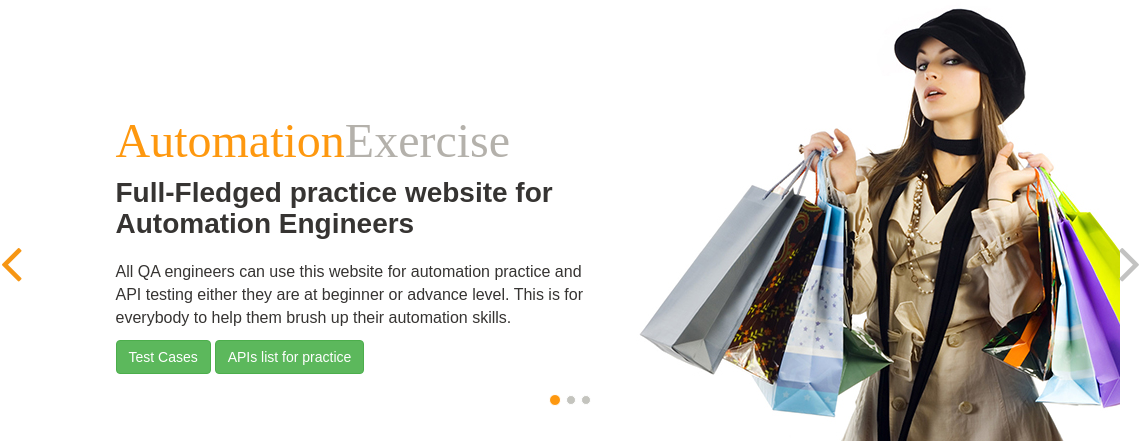 AutomationExercise
Full-Fledged practice website for
Automation Engineers
All QA engineers can use this website for automation practice and
API testing either they are at beginner or advance level. This is for
everybody to help them brush up their automation skills.
Test Cases APIs list for practice